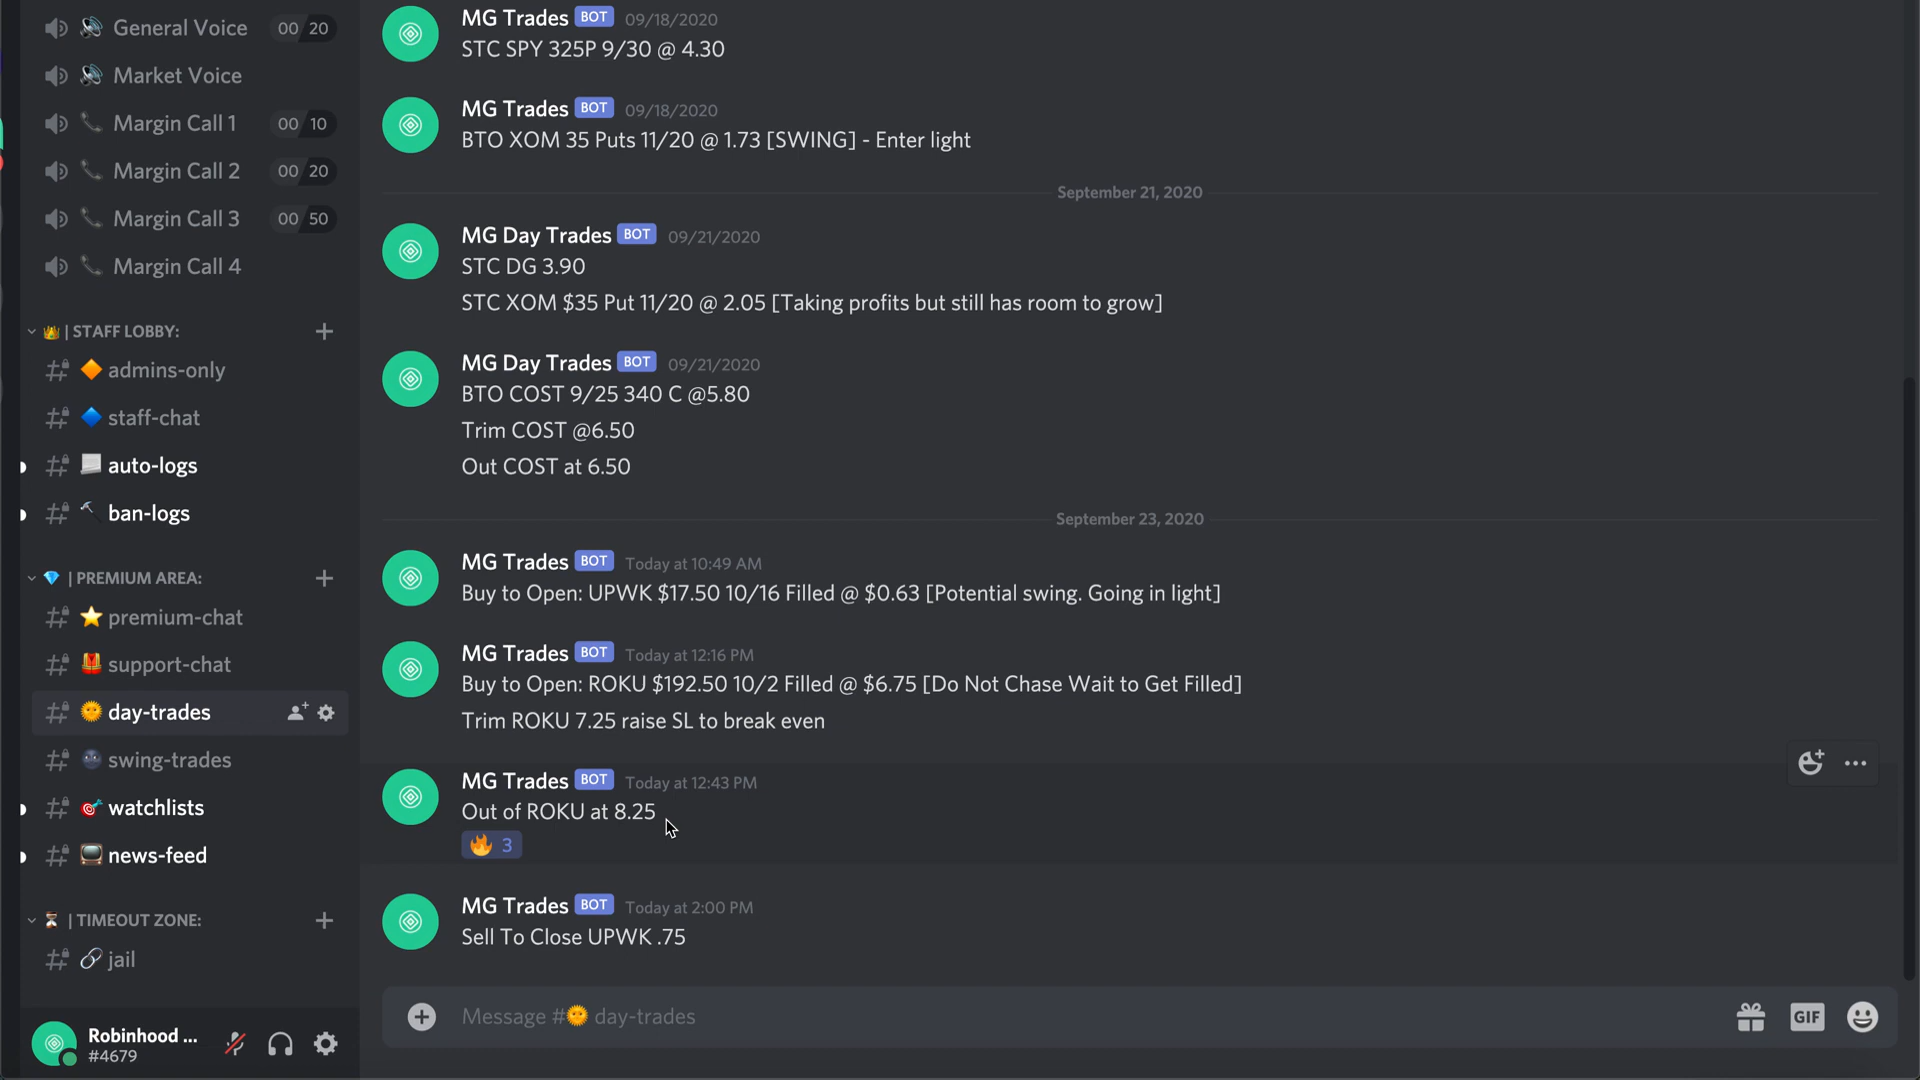 General Voice 00 20
Market Voice
Margin Call 1 00 10
Margin Call 2 00 20
Margin Call 3 00 50
Margin Call 4
| STAFF LOBBY:
admins-only
staff-chat
auto-logs
ban-logs
| PREMIUM AREA:
premium-chat
support-chat
day-trades
swing-trades
watchlists
news-feed
| TIMEOUT ZONE:
jail
Robinhood ...
#4679
MG Trades BOT 09/18/2020
STC SPY 325P 9/30 @ 4.30
MG Trades BOT 09/18/2020
BTO XOM 35 Puts 11/20 @ 1.73 [SWING] - Enter light
September 21, 2020
MG Day Trades BOT 09/21/2020
STC DG 3.90
STC XOM $35 Put 11/20 @ 2.05 [Taking profits but still has room to grow]
MG Day Trades BOT 09/21/2020
BTO COST 9/25 340 C @5.80
Trim COST @6.50
Out COST at 6.50
September 23, 2020
MG Trades BOT Today at 10:49 AM
Buy to Open: UPWK $17.50 10/16 Filled @ $0.63 [Potential swing. Going in light]
MG Trades BOT Today at 12:16 PM
Buy to Open: ROKU $192.50 10/2 Filled @ $6.75 [Do Not Chase Wait to Get Filled]
Trim ROKU 7.25 raise SL to break even
MG Trades BOT Today at 12:43 PM
Out of ROKU at 8.25
🔥 3
MG Trades BOT Today at 2:00 PM
Sell To Close UPWK .75
Message #🌞 day-trades
GIF